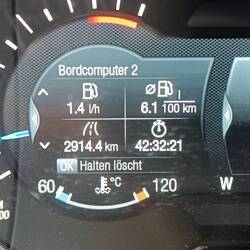 Bordcomputer 2
1.4 l/h
⌀ 6.1 100 km
2914.4 km
42:32:21
OK Halten löscht
60 °C 120
W